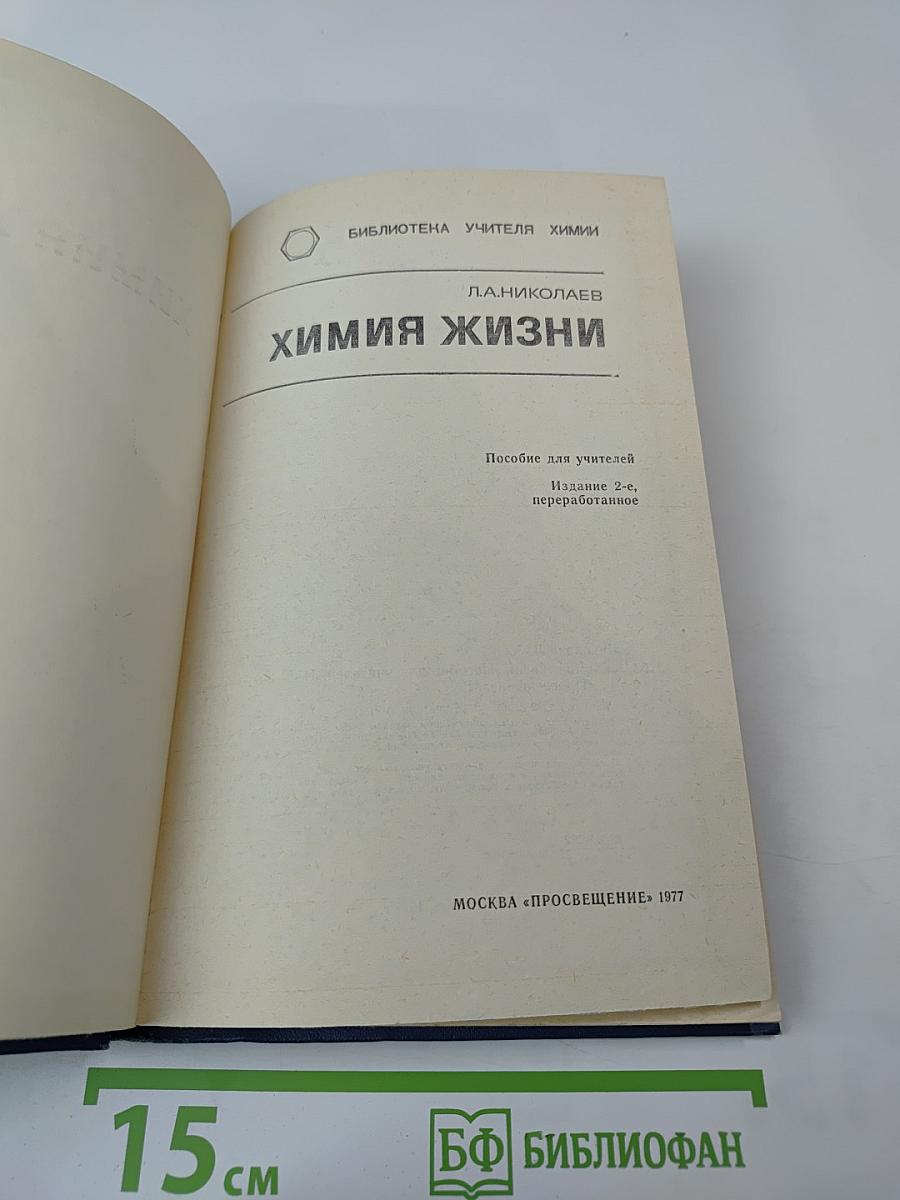 БИБЛИОТЕКА УЧИТЕЛЯ ХИМИИ
Л.А.НИКОЛАЕВ
ХИМИЯ ЖИЗНИ
Пособие для учителей
Издание 2-е,
переработанное
МОСКВА «ПРОСВЕЩЕНИЕ» 1977
15 см
БФ БИБЛИОФАН